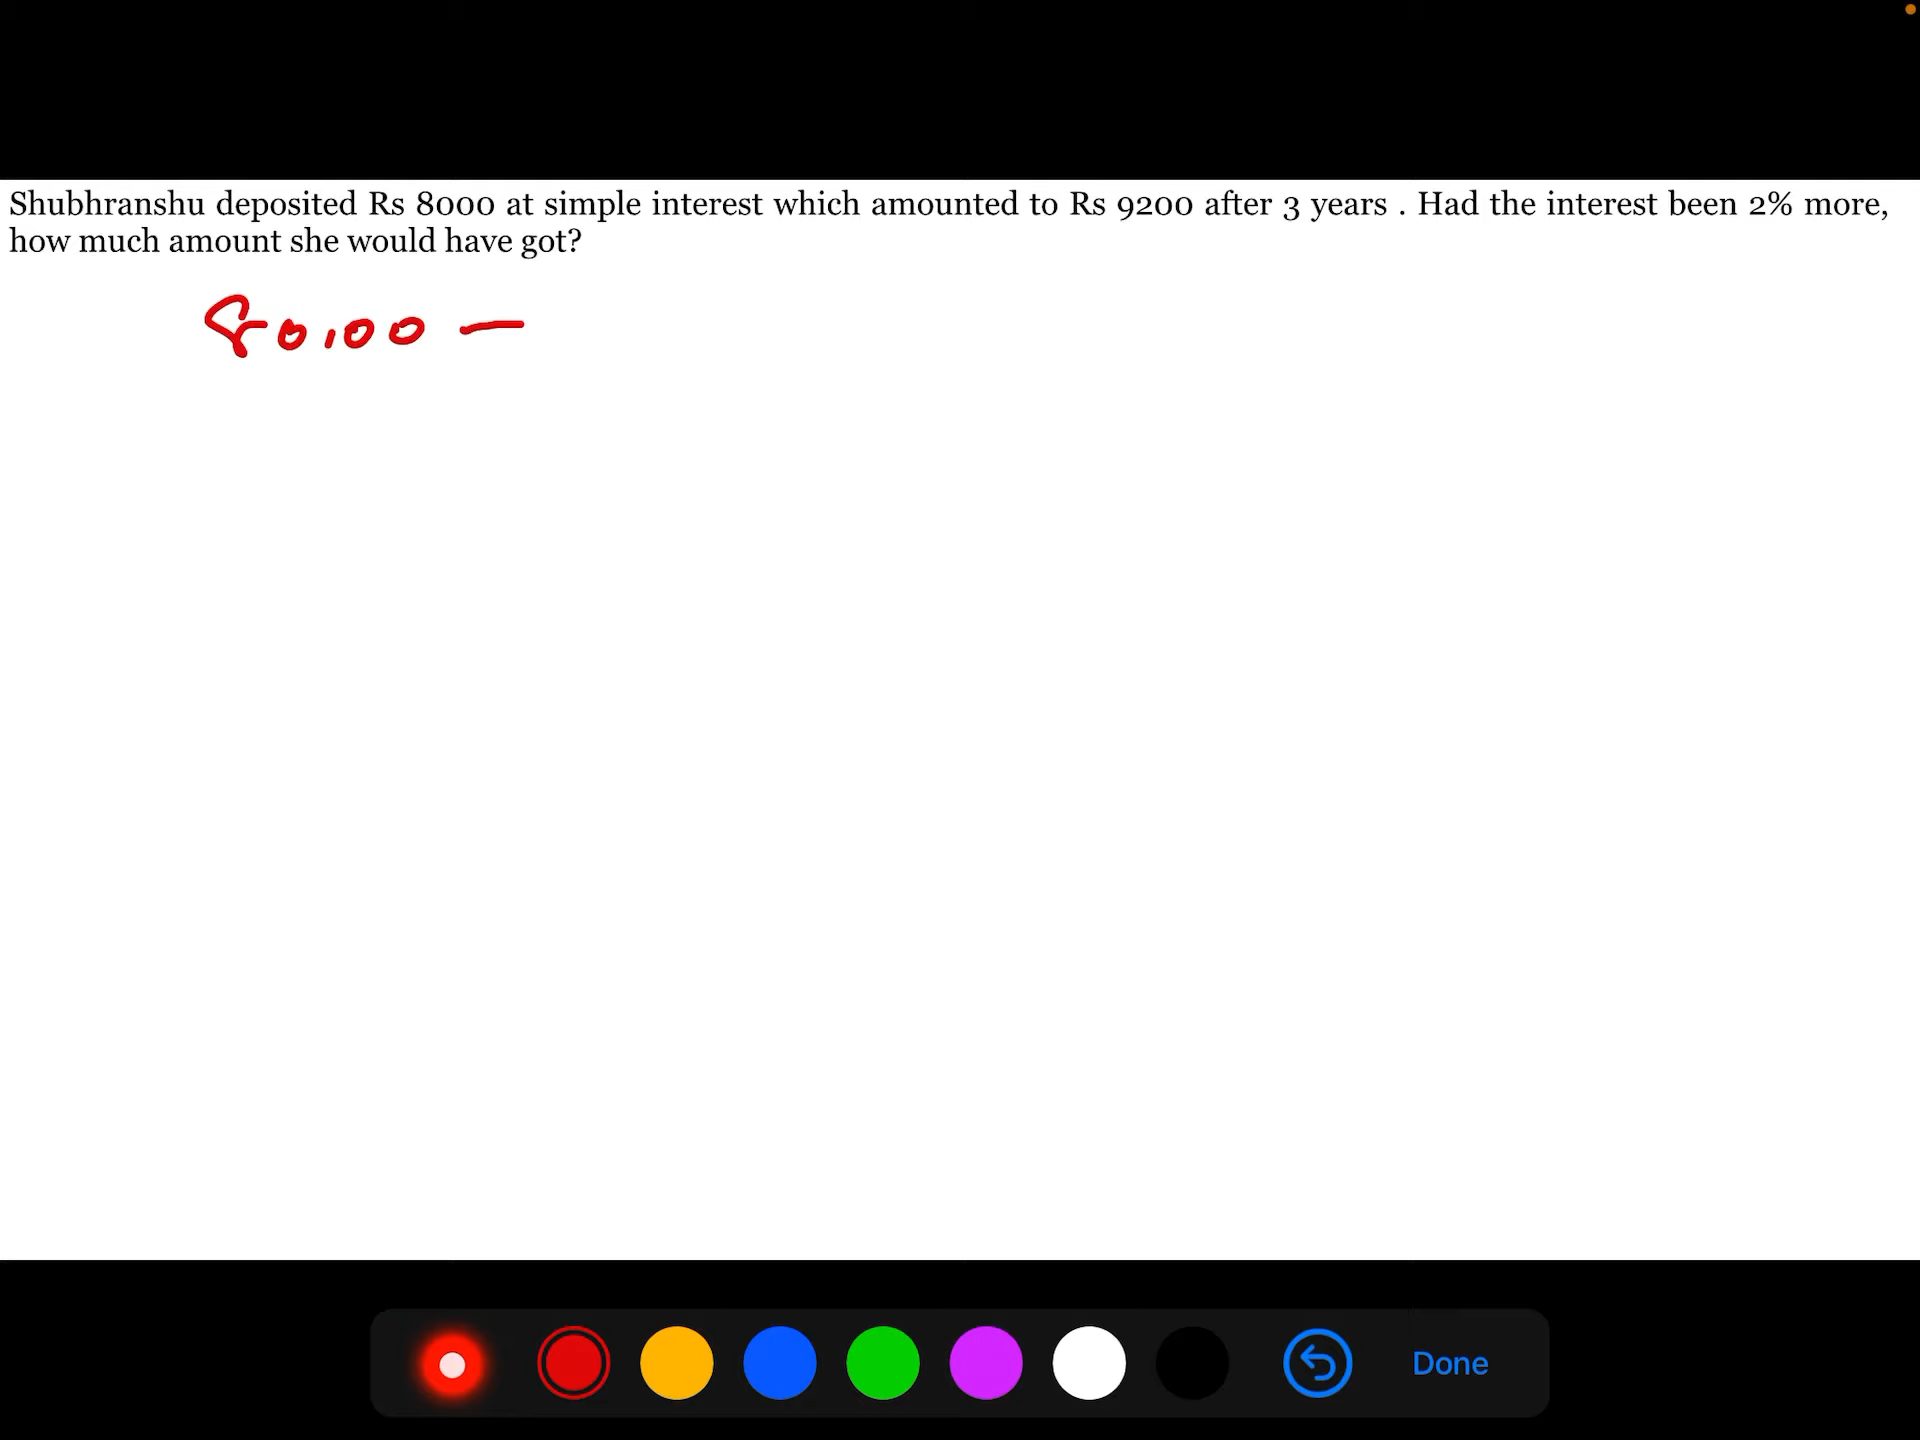 Shubhranshu deposited Rs 8000 at simple interest which amounted to Rs 9200 after 3 years . Had the interest been 2% more,
how much amount she would have got?
80,00 —
Done